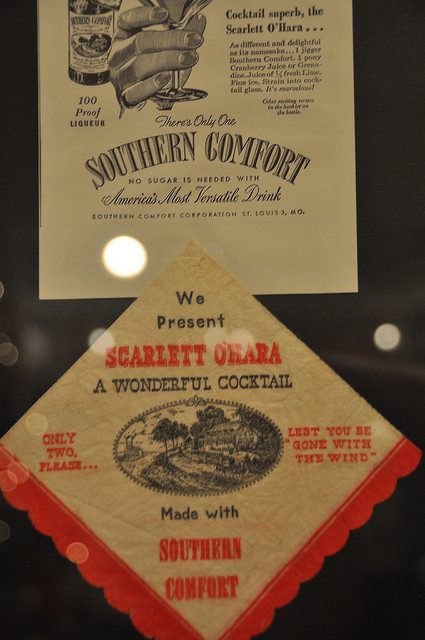 SOUTHERN COMFORT
Cocktail superb, the
Scarlett O'Hara...
As different and delightful
as its namesake... 1 jigger
Southern Comfort, 1 pony
Cranberry Juice or Grena-
dine. Juice of ¼ fresh Lime.
Fine ice. Strain into cock-
tail glass. It's marvelous!
Other exciting recipes
in the booklet on
the bottle.
100
Proof
LIQUEUR
There's Only One
SOUTHERN COMFORT
NO SUGAR IS NEEDED WITH
America's Most Versatile Drink
SOUTHERN COMFORT CORPORATION ST. LOUIS 3, MO.
We
Present
SCARLETT O'HARA
A WONDERFUL COCKTAIL
ONLY
TWO,
PLEASE...
LEST YOU BE
"GONE WITH
THE WIND"
Made with
SOUTHERN
COMFORT